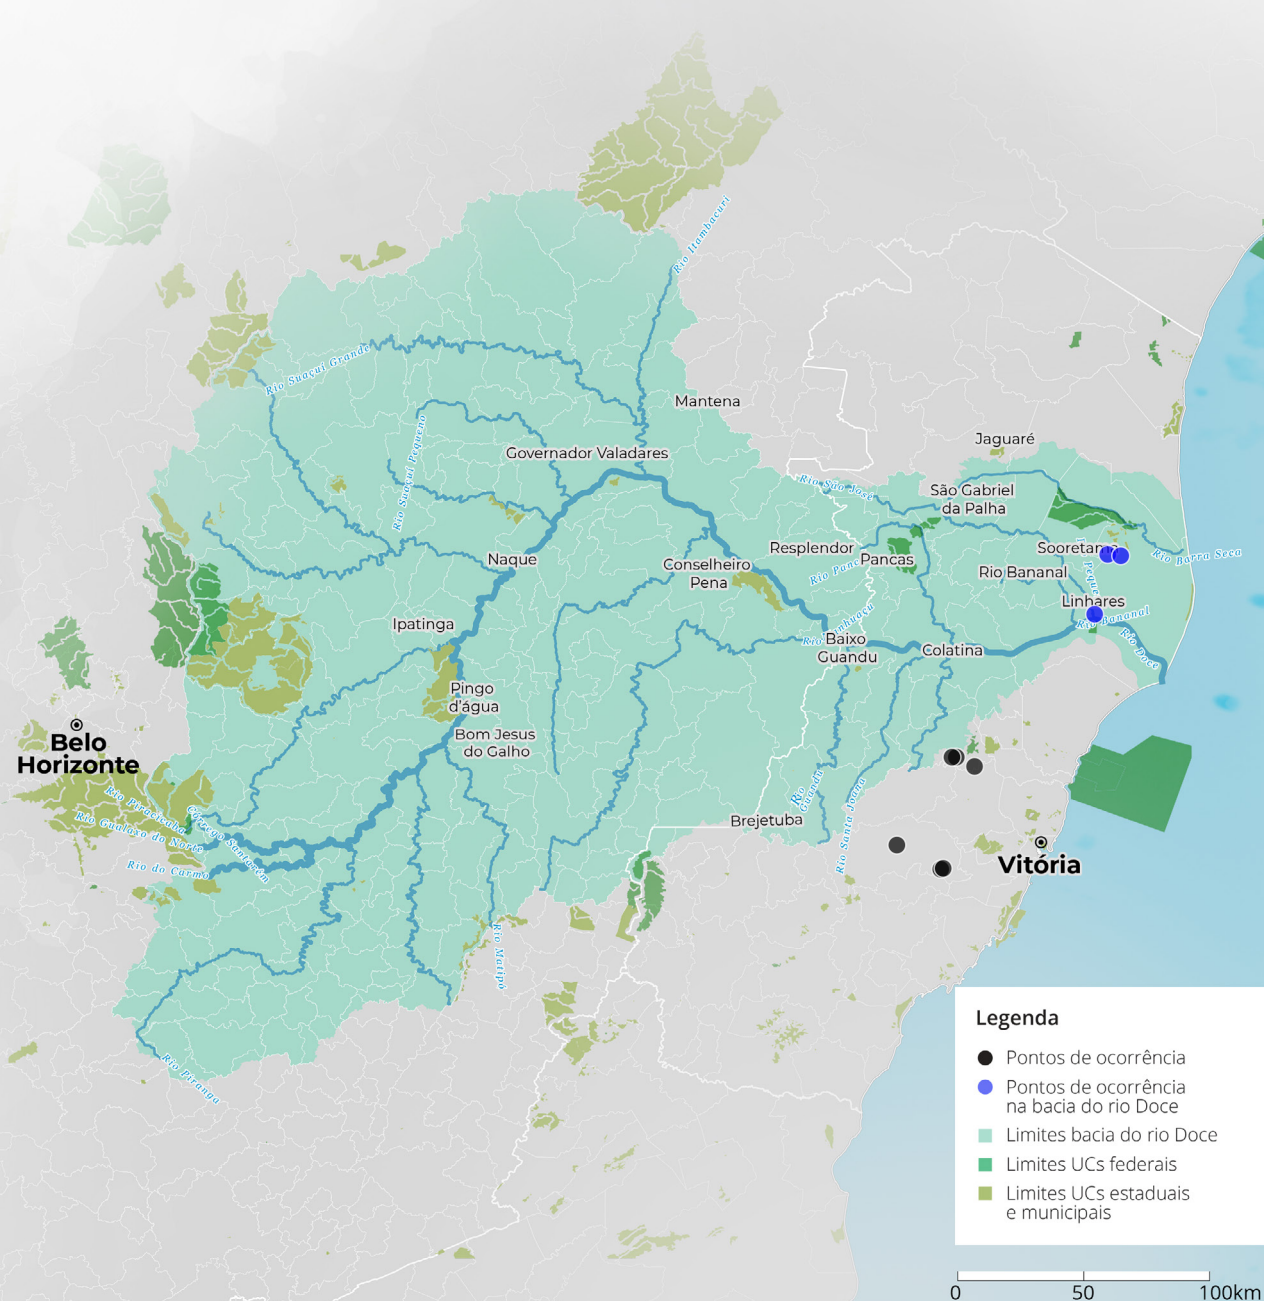 Rio Itambacuri
Rio Suaçuí Grande
Mantena
Rio Suaçuí Pequeno
Jaguaré
Governador Valadares
Rio São José
São Gabriel
da Palha
Naque
Resplendor
Pancas
Sooretama
Rio Barra Seca
Conselheiro
Pena
Rio Bananal
Linhares
Rio Bananal
Rio Doce
Ipatinga
Baixo
Guandu
Colatina
Pingo
d'água
Bom Jesus
do Galho
Belo
Horizonte
Rio Piracicaba
Rio Gualaxo do Norte
Córrego Santarém
Rio do Carmo
Rio
Guandu
Rio Santa Joana
Brejetuba
Vitória
Rio Matipó
Rio Piranga
Legenda
Pontos de ocorrência
Pontos de ocorrência
na bacia do rio Doce
Limites bacia do rio Doce
Limites UCs federais
Limites UCs estaduais
e municipais
0 50 100km